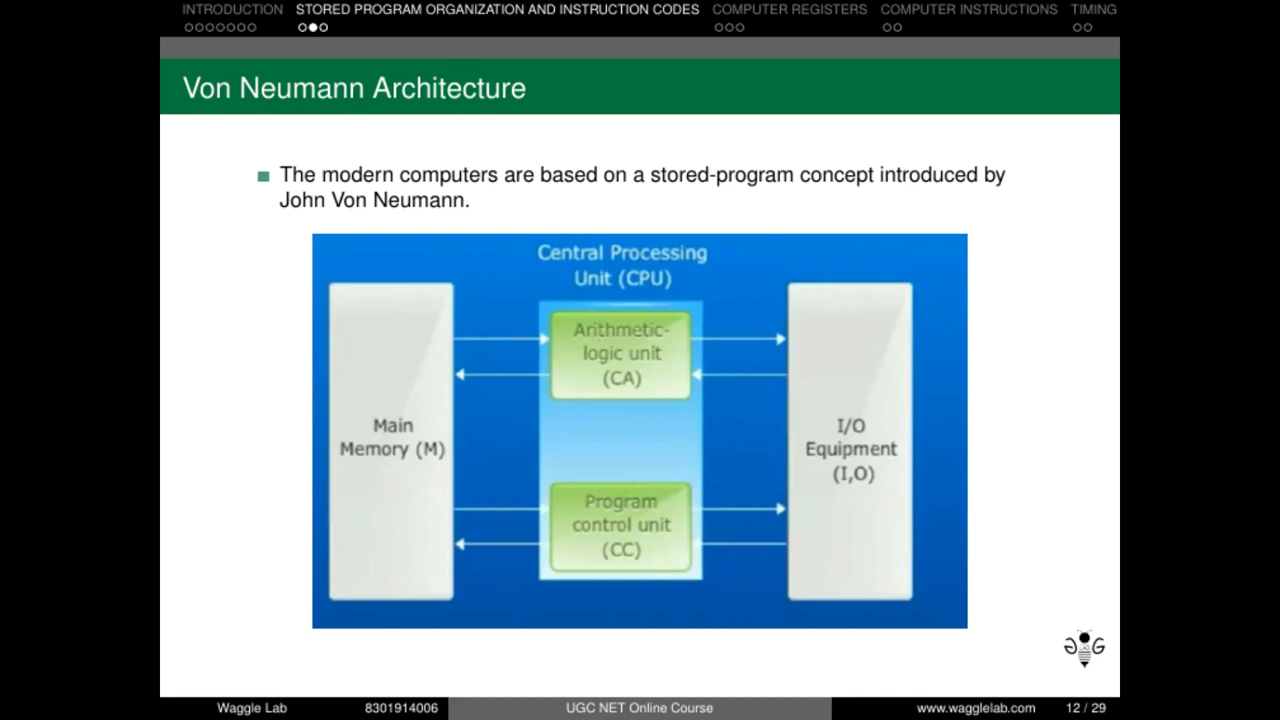 INTRODUCTION STORED PROGRAM ORGANIZATION AND INSTRUCTION CODES COMPUTER REGISTERS COMPUTER INSTRUCTIONS TIMING
Von Neumann Architecture
The modern computers are based on a stored-program concept introduced by
John Von Neumann.
Central Processing
Unit (CPU)
Main
Memory (M)
Arithmetic-
logic unit
(CA)
Program
control unit
(CC)
I/O
Equipment
(I,O)
Waggle Lab 8301914006 UGC NET Online Course www.wagglelab.com 12 / 29